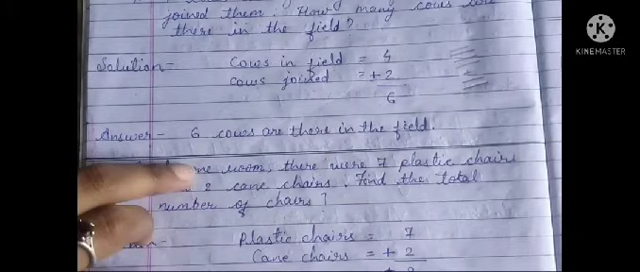 joined them. How many cows are
there in the field?
Solution = Cows in field = 4
cows joined = + 2
6
Answer - 6 cows are there in the field.
room, there were 7 plastic chairs
2 cane chairs. Find the total
number of chairs?
Plastic chairs = 7
Cane chairs = + 2
KINEMASTER